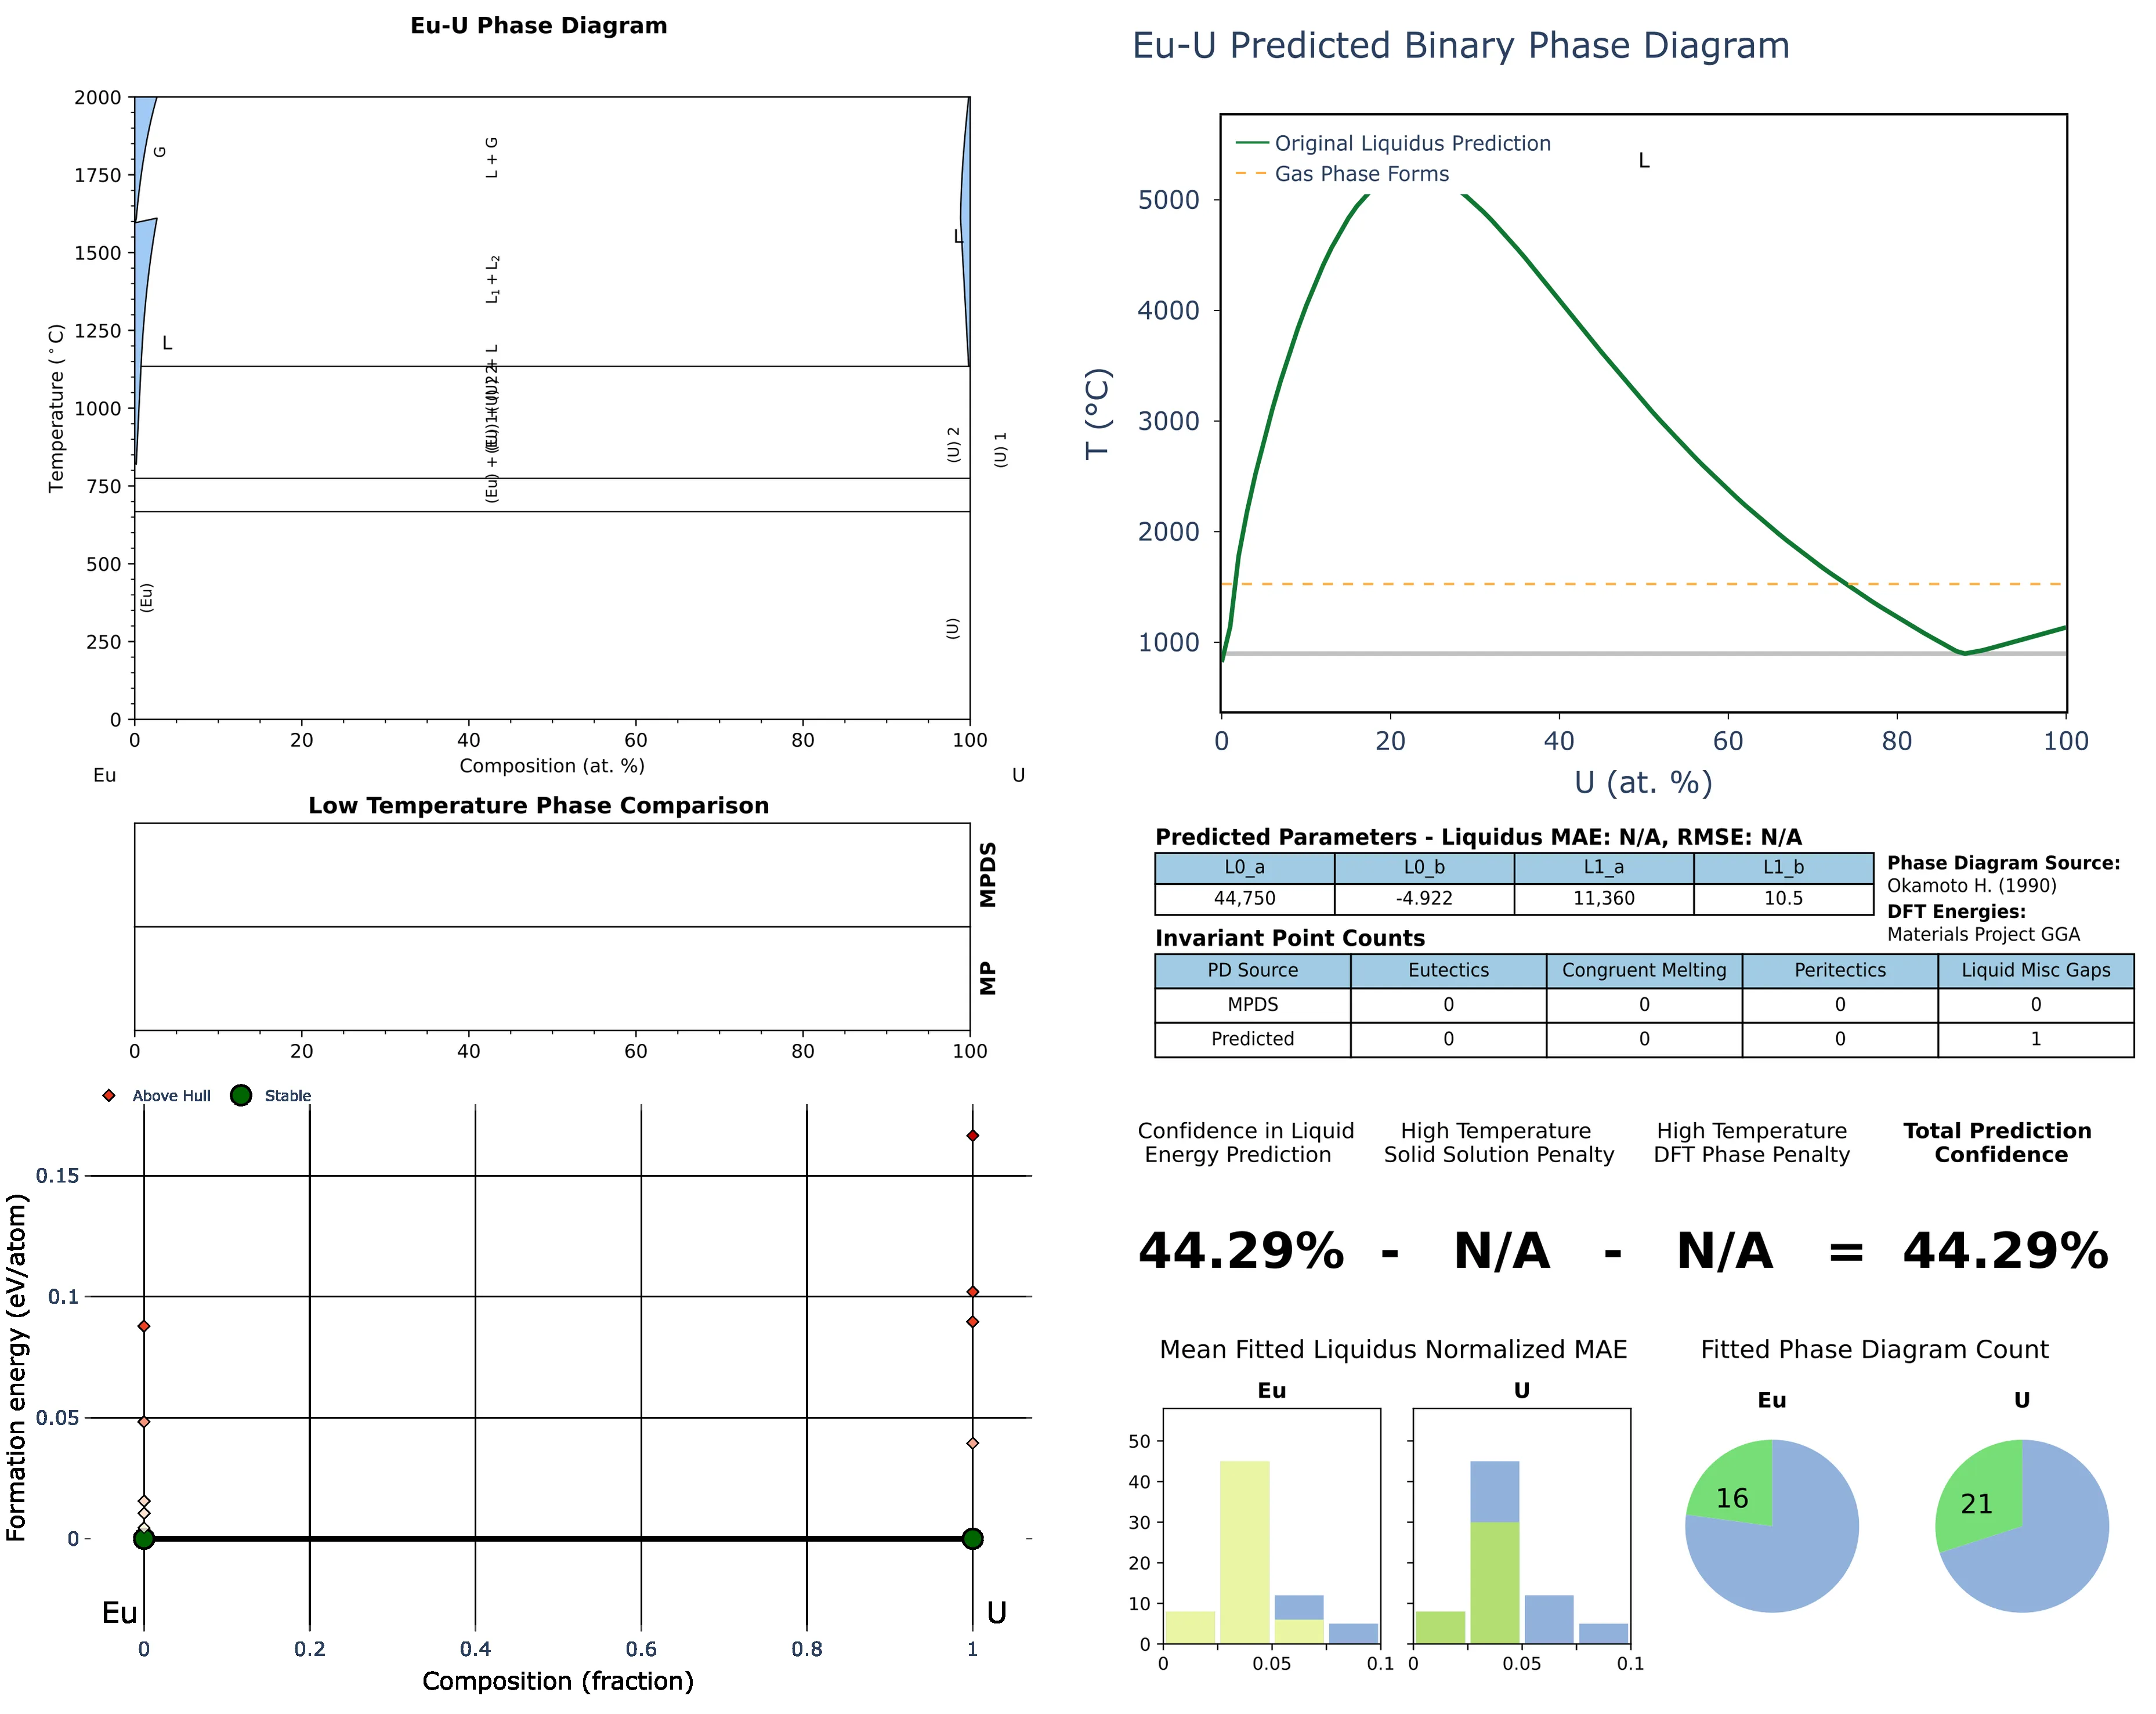 Eu-U Phase Diagram
2000
1750
1500
1250
1000
750
500
250
0
Temperature (°C)
G
L + G
L
L₁ + L₂
L
(U) 2
(U) 1
(Eu)
(U)
0
20
40
60
80
100
Composition (at. %)
Eu
U
Low Temperature Phase Comparison
MPDS
MP
0
20
40
60
80
100
Above Hull
Stable
0.15
0.1
0.05
0
Formation energy (eV/atom)
Eu
U
0
0.2
0.4
0.6
0.8
1
Composition (fraction)
Eu-U Predicted Binary Phase Diagram
Original Liquidus Prediction
Gas Phase Forms
L
5000
4000
3000
2000
1000
T (°C)
0
20
40
60
80
100
U (at. %)
Predicted Parameters - Liquidus MAE: N/A, RMSE: N/A
L0_a L0_b L1_a L1_b
44,750 -4.922 11,360 10.5
Phase Diagram Source:
Okamoto H. (1990)
DFT Energies:
Materials Project GGA
Invariant Point Counts
PD Source Eutectics Congruent Melting Peritectics Liquid Misc Gaps
MPDS 0 0 0 0
Predicted 0 0 0 1
Confidence in Liquid
Energy Prediction
High Temperature
Solid Solution Penalty
High Temperature
DFT Phase Penalty
Total Prediction
Confidence
44.29% - N/A - N/A = 44.29%
Mean Fitted Liquidus Normalized MAE
Eu
U
50
40
30
20
10
0
0
0.05
0.1
0
0.05
0.1
Fitted Phase Diagram Count
Eu
U
16
21